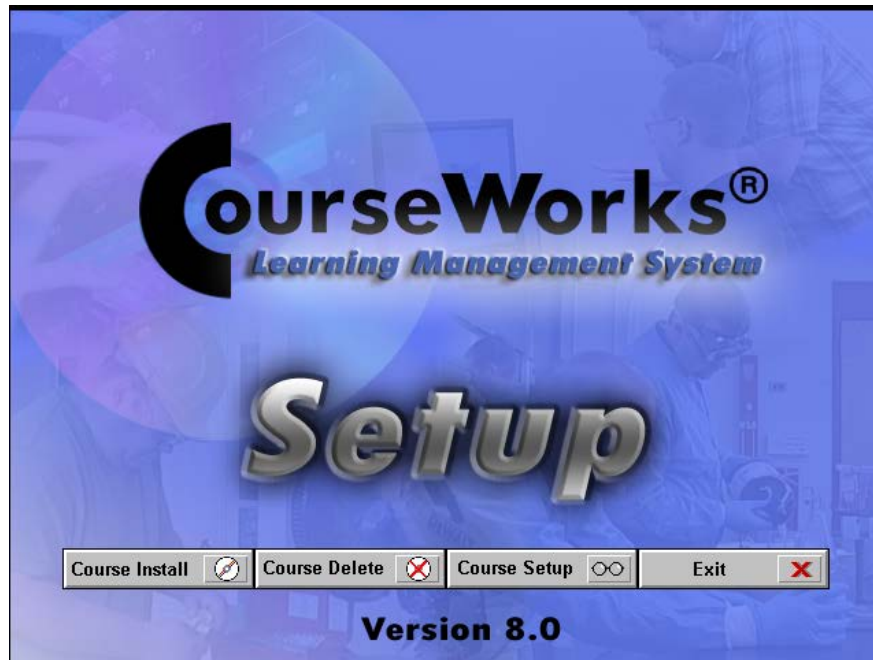 CourseWorks®
Learning Management System
Setup
Course Install Course Delete Course Setup Exit
Version 8.0